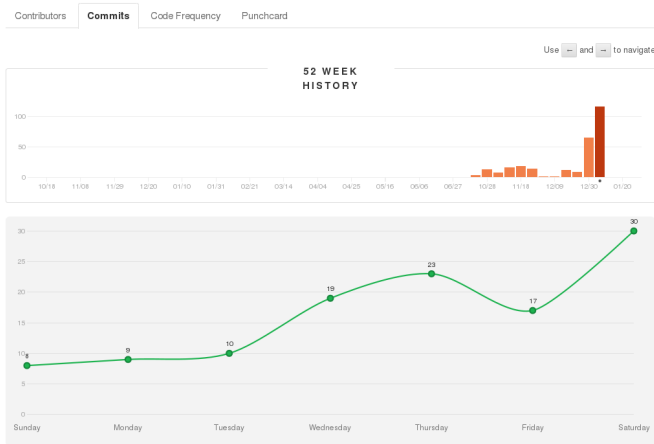 Contributors Commits Code Frequency Punchcard
Use ← and → to navigate
52 WEEK
HISTORY
100
50
0
10/18 11/08 11/29 12/20 01/10 01/31 02/21 03/14 04/04 04/25 05/16 06/06 06/27 10/28 11/18 12/09 12/30 01/20
30
25
20
15
10
5
0
8 9 10 19 23 17 30
Sunday Monday Tuesday Wednesday Thursday Friday Saturday